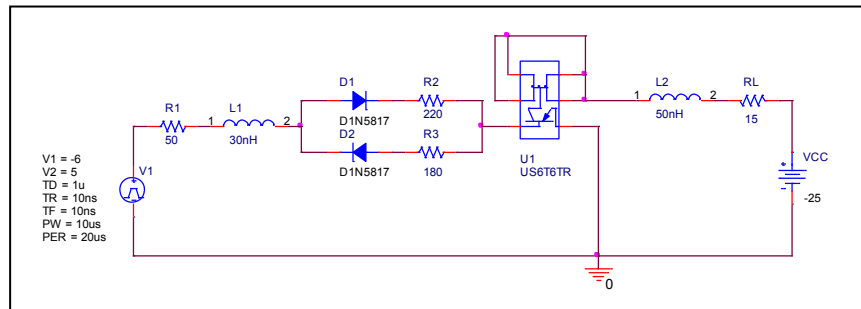 D1
D1N5817
R2
220
R1
50
1
L1
2
30nH
D2
D1N5817
R3
180
U1
US6T6TR
1
L2
2
50nH
RL
15
V1 = -6
V2 = 5
TD = 1u
TR = 10ns
TF = 10ns
PW = 10us
PER = 20us
V1
VCC
-25
0